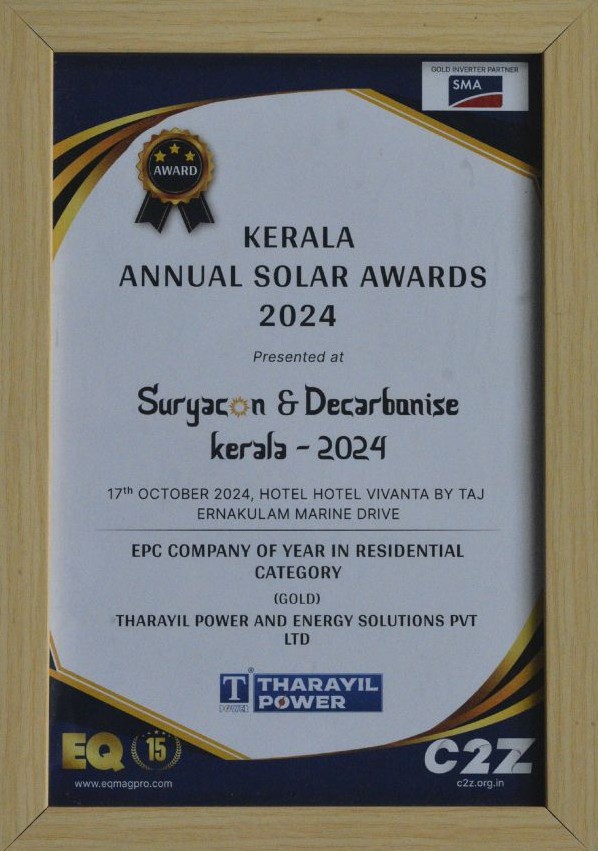 GOLD INVERTER PARTNER
SMA
AWARD
KERALA
ANNUAL SOLAR AWARDS
2024
Presented at
Suryacon & Decarbonise
kerala - 2024
17th OCTOBER 2024, HOTEL HOTEL VIVANTA BY TAJ
ERNAKULAM MARINE DRIVE
EPC COMPANY OF YEAR IN RESIDENTIAL
CATEGORY
(GOLD)
THARAYIL POWER AND ENERGY SOLUTIONS PVT
LTD
T
POWER
®
THARAYIL
POWER
EQ
15
www.eqmagpro.com
C2Z
c2z.org.in